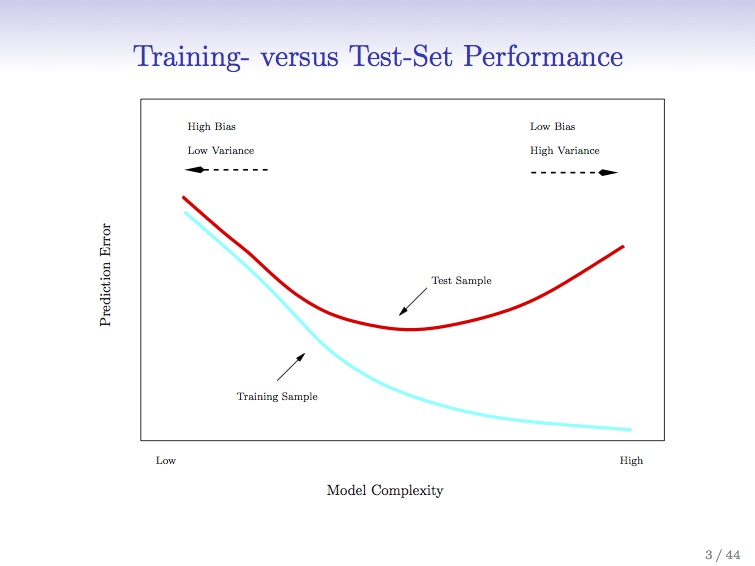 Training- versus Test-Set Performance
High Bias
Low Variance
Low Bias
High Variance
Prediction Error
Test Sample
Training Sample
Low
High
Model Complexity
3 / 44